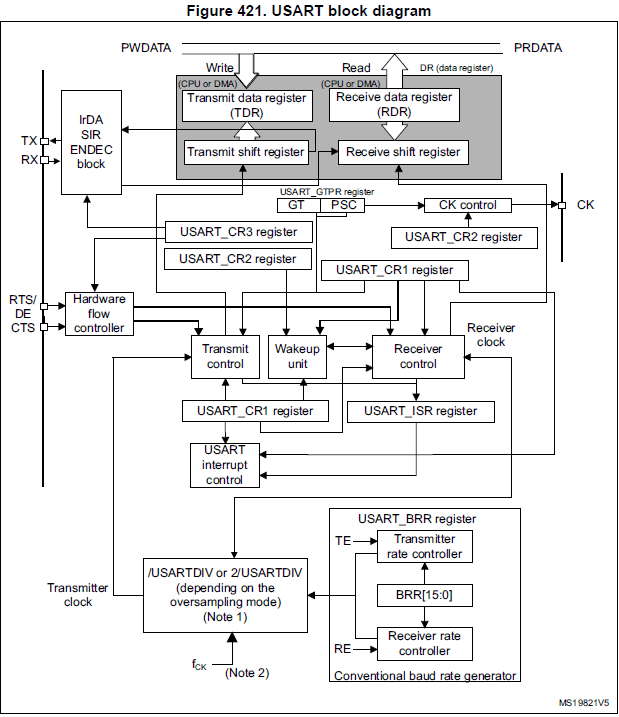 Figure 421. USART block diagram
PWDATA
PRDATA
Write
Read
DR (data register)
(CPU or DMA)
(CPU or DMA)
Transmit data register
(TDR)
Receive data register
(RDR)
IrDA
SIR
ENDEC
block
TX
RX
Transmit shift register
Receive shift register
USART_GTPR register
GT
PSC
CK control
CK
USART_CR3 register
USART_CR2 register
USART_CR2 register
USART_CR1 register
RTS/
DE
CTS
Hardware
flow
controller
Transmit
control
Wakeup
unit
Receiver
control
Receiver
clock
USART_CR1 register
USART_ISR register
USART
interrupt
control
USART_BRR register
TE
Transmitter
rate controller
Transmitter
clock
/USARTDIV or 2/USARTDIV
(depending on the
oversampling mode)
(Note 1)
BRR[15:0]
RE
Receiver rate
controller
fCK
(Note 2)
Conventional baud rate generator
MS19821V5